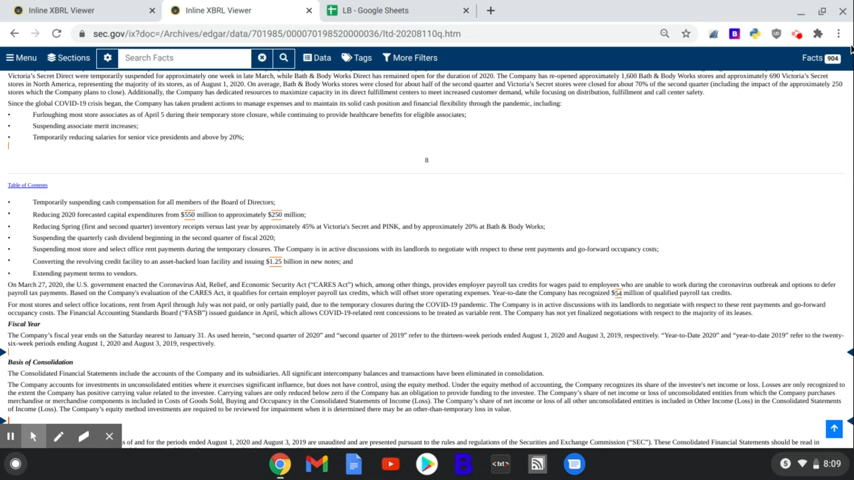 Inline XBRL Viewer
Inline XBRL Viewer
LB - Google Sheets
sec.gov/ix?doc=/Archives/edgar/data/701985/000070198520000036/ltd-20208110q.htm
Menu Sections Search Facts Data Tags More Filters Facts 904
Victoria's Secret Direct were temporarily suspended for approximately one week in late March, while Bath & Body Works Direct has remained open for the duration of 2020. The Company has re-opened approximately 1,600 Bath & Body Works stores and approximately 690 Victoria's Secret
stores in North America, representing the majority of its stores, as of August 1, 2020. On average, Bath & Body Works stores were closed for about half of the second quarter and Victoria's Secret stores were closed for about 70% of the second quarter (including the impact of the approximately 250
stores which the Company plans to close). Additionally, the Company has dedicated resources to maximize capacity in its direct fulfillment centers to meet increased customer demand, while focusing on distribution, fulfillment and call center safety.
Since the global COVID-19 crisis began, the Company has taken prudent actions to manage expenses and to maintain its solid cash position and financial flexibility through the pandemic, including:
• Furloughing most store associates as of April 5 during their temporary store closure, while continuing to provide healthcare benefits for eligible associates;
• Suspending associate merit increases;
• Temporarily reducing salaries for senior vice presidents and above by 20%;
8
Table of Contents
• Temporarily suspending cash compensation for all members of the Board of Directors;
• Reducing 2020 forecasted capital expenditures from $550 million to approximately $250 million;
• Reducing Spring (first and second quarter) inventory receipts versus last year by approximately 45% at Victoria's Secret and PINK, and by approximately 20% at Bath & Body Works;
• Suspending the quarterly cash dividend beginning in the second quarter of fiscal 2020;
• Suspending most store and select office rent payments during the temporary closures. The Company is in active discussions with its landlords to negotiate with respect to these rent payments and go-forward occupancy costs;
• Converting the revolving credit facility to an asset-backed loan facility and issuing $1.25 billion in new notes; and
• Extending payment terms to vendors.
On March 27, 2020, the U.S. government enacted the Coronavirus Aid, Relief, and Economic Security Act ("CARES Act") which, among other things, provides employer payroll tax credits for wages paid to employees who are unable to work during the coronavirus outbreak and options to defer
payroll tax payments. Based on the Company's evaluation of the CARES Act, it qualifies for certain employer payroll tax credits, which will offset store operating expenses. Year-to-date the Company has recognized $54 million of qualified payroll tax credits.
For most stores and select office locations, rent from April through July was not paid, or only partially paid, due to the temporary closures during the COVID-19 pandemic. The Company is in active discussions with its landlords to negotiate with respect to these rent payments and go-forward
occupancy costs. The Financial Accounting Standards Board ("FASB") issued guidance in April, which allows COVID-19-related rent concessions to be treated as variable rent. The Company has not yet finalized negotiations with respect to the majority of its leases.
Fiscal Year
The Company's fiscal year ends on the Saturday nearest to January 31. As used herein, "second quarter of 2020" and "second quarter of 2019" refer to the thirteen-week periods ended August 1, 2020 and August 3, 2019, respectively. "Year-to-Date 2020" and "year-to-date 2019" refer to the twenty-
six-week periods ending August 1, 2020 and August 3, 2019, respectively.
Basis of Consolidation
The Consolidated Financial Statements include the accounts of the Company and its subsidiaries. All significant intercompany balances and transactions have been eliminated in consolidation.
The Company accounts for investments in unconsolidated entities where it exercises significant influence, but does not have control, using the equity method. Under the equity method of accounting, the Company recognizes its share of the investee's net income or loss. Losses are only recognized to
the extent the Company has positive carrying value related to the investee. Carrying values are only reduced below zero if the Company has an obligation to provide funding to the investee. The Company's share of net income or loss of unconsolidated entities from which the Company purchases
merchandise or merchandise components is included in Costs of Goods Sold, Buying and Occupancy in the Consolidated Statements of Income (Loss). The Company's share of net income or loss of all other unconsolidated entities is included in Other Income (Loss) in the Consolidated Statements
of Income (Loss). The Company's equity method investments are required to be reviewed for impairment when it is determined there may be an other-than-temporary loss in value.
s of and for the periods ended August 1, 2020 and August 3, 2019 are unaudited and are presented pursuant to the rules and regulations of the Securities and Exchange Commission ("SEC"). These Consolidated Financial Statements should be read in
8:09